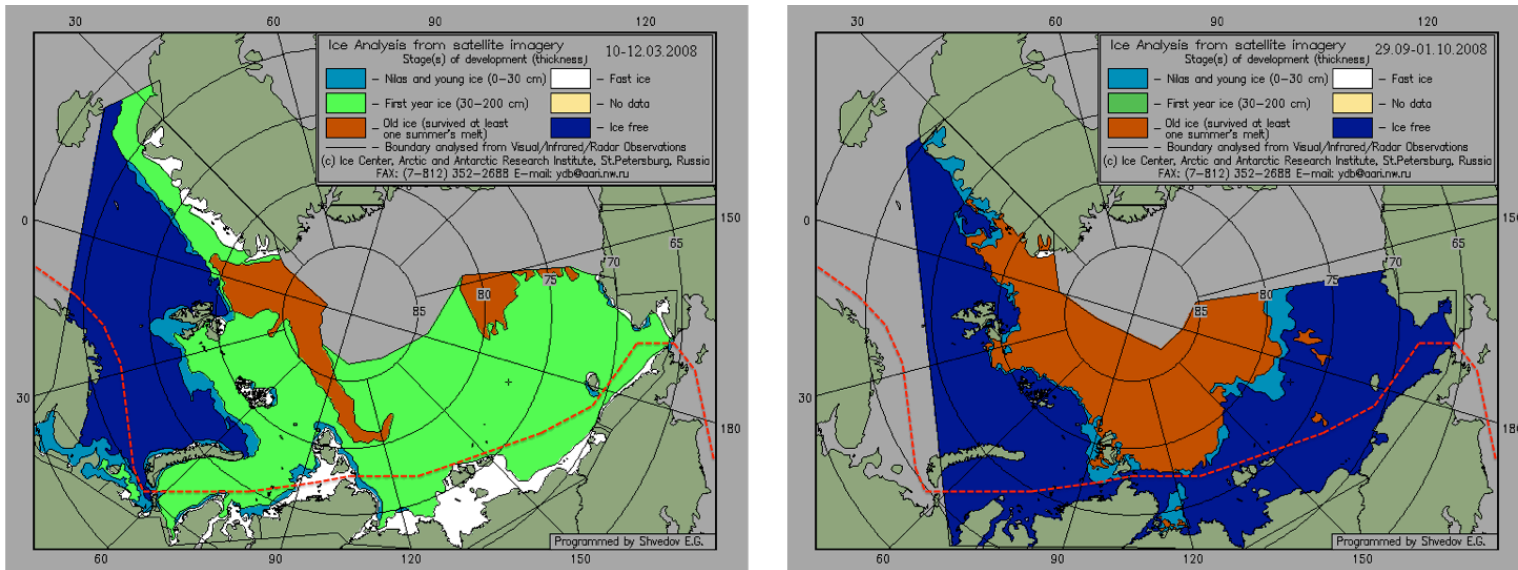 30
60
90
120
Ice Analysis from satellite imagery
10-12.03.2008
Stage(s) of development (thickness)
– Nilas and young ice (0–30 cm)
– Fast ice
– First year ice (30–200 cm)
– No data
– Old ice (survived at least
one summer's melt)
– Ice free
– Boundary analysed from Visual/Infrared/Radar Observations
(c) Ice Center, Arctic and Antarctic Research Institute, St.Petersburg, Russia
FAX: (7–812) 352–2688 E–mail: ydb@aari.nw.ru
0
150
65
70
75
80
85
30
180
Programmed by Shvedov E.G.
60
90
120
150
30
60
90
120
Ice Analysis from satellite imagery
29.09-01.10.2008
Stage(s) of development (thickness)
– Nilas and young ice (0–30 cm)
– Fast ice
– First year ice (30–200 cm)
– No data
– Old ice (survived at least
one summer's melt)
– Ice free
– Boundary analysed from Visual/Infrared/Radar Observations
(c) Ice Center, Arctic and Antarctic Research Institute, St.Petersburg, Russia
FAX: (7–812) 352–2688 E–mail: ydb@aari.nw.ru
0
150
65
70
75
80
85
30
180
Programmed by Shvedov E.G.
60
90
120
150